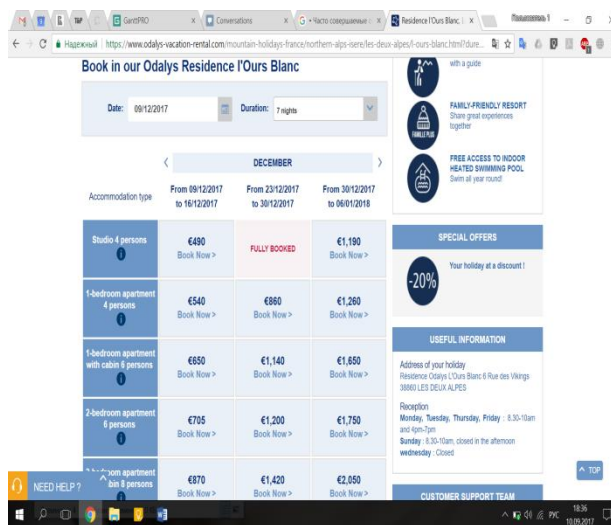 GanttPRO
Conversations
Часто совершаемые
Residence l'Ours Blanc,
Надежный
https://www.odalys-vacation-rental.com/mountain-holidays-france/northern-alps-isere/les-deux-alpes/l-ours-blanc.html?dure...
Book in our Odalys Residence
l'Ours Blanc
Date: 09/12/2017
Duration: 7 nights
DECEMBER
Accommodation type
From 09/12/2017
to 16/12/2017
From 23/12/2017
to 30/12/2017
From 30/12/2017
to 06/01/2018
Studio 4 persons
€490
Book Now >
FULLY BOOKED
€1,190
Book Now >
1-bedroom apartment
4 persons
€540
Book Now >
€860
Book Now >
€1,260
Book Now >
1-bedroom apartment
with cabin 6 persons
€650
Book Now >
€1,140
Book Now >
€1,650
Book Now >
2-bedroom apartment
6 persons
€705
Book Now >
€1,200
Book Now >
€1,750
Book Now >
room apartment
bin 8 persons
€870
Book Now >
€1,420
Book Now >
€2,050
Book Now >
with a guide
FAMILLE PLUS
FAMILY-FRIENDLY RESORT
Share great experiences
together
FREE ACCESS TO INDOOR
HEATED SWIMMING POOL
Swim all year round!
SPECIAL OFFERS
-20%
Your holiday at a discount !
USEFUL INFORMATION
Address of your holiday
Residence Odalys L'Ours Blanc 6 Rue des Vikings
38860 LES DEUX ALPES
Reception
Monday, Tuesday, Thursday, Friday : 8.30-10am
and 4pm-7pm
Sunday : 8.30-10am, closed in the afternoon
wednesday : Closed
CUSTOMER SUPPORT TEAM
TOP
NEED HELP ?
РУС
18:36
10.09.2017